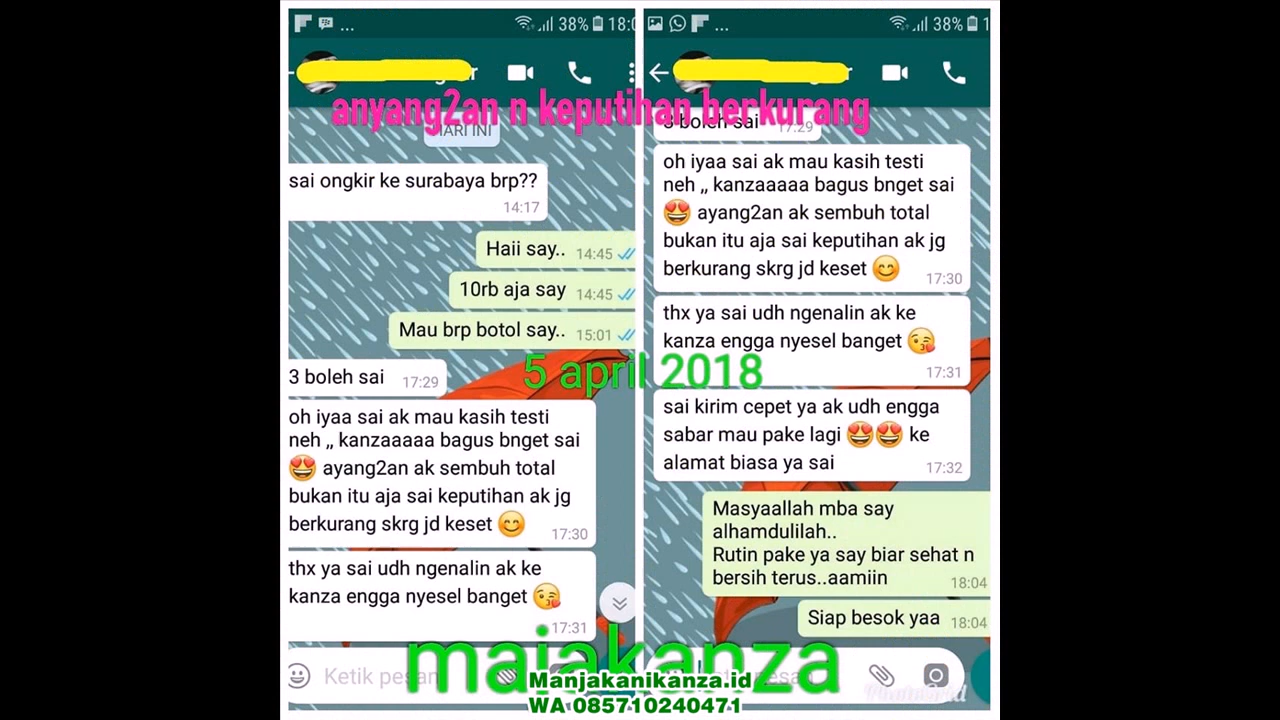 38% 18:0
anyang2an n keputihan berkurang
HARI INI
sai ongkir ke surabaya brp??
14:17
Haii say.. 14:45
10rb aja say 14:45
Mau brp botol say.. 15:01
3 boleh sai 17:29
oh iyaa sai ak mau kasih testi
neh ,, kanzaaaaa bagus bnget sai
😍 ayang2an ak sembuh total
bukan itu aja sai keputihan ak jg
berkurang skrg jd keset 😊
17:30
thx ya sai udh ngenalin ak ke
kanza engga nyesel banget 😘
17:31
Ketik pesan
38% 1
3 boleh sai 17:29
oh iyaa sai ak mau kasih testi
neh ,, kanzaaaaa bagus bnget sai
😍 ayang2an ak sembuh total
bukan itu aja sai keputihan ak jg
berkurang skrg jd keset 😊
17:30
thx ya sai udh ngenalin ak ke
kanza engga nyesel banget 😘
17:31
5 april 2018
sai kirim cepet ya ak udh engga
sabar mau pake lagi 😍😍 ke
alamat biasa ya sai
17:32
Masyaallah mba say
alhamdulilah..
Rutin pake ya say biar sehat n
bersih terus..aamiin
18:04
Siap besok yaa 18:04
majakanza
Manjakanikanza.id
WA 085710240471